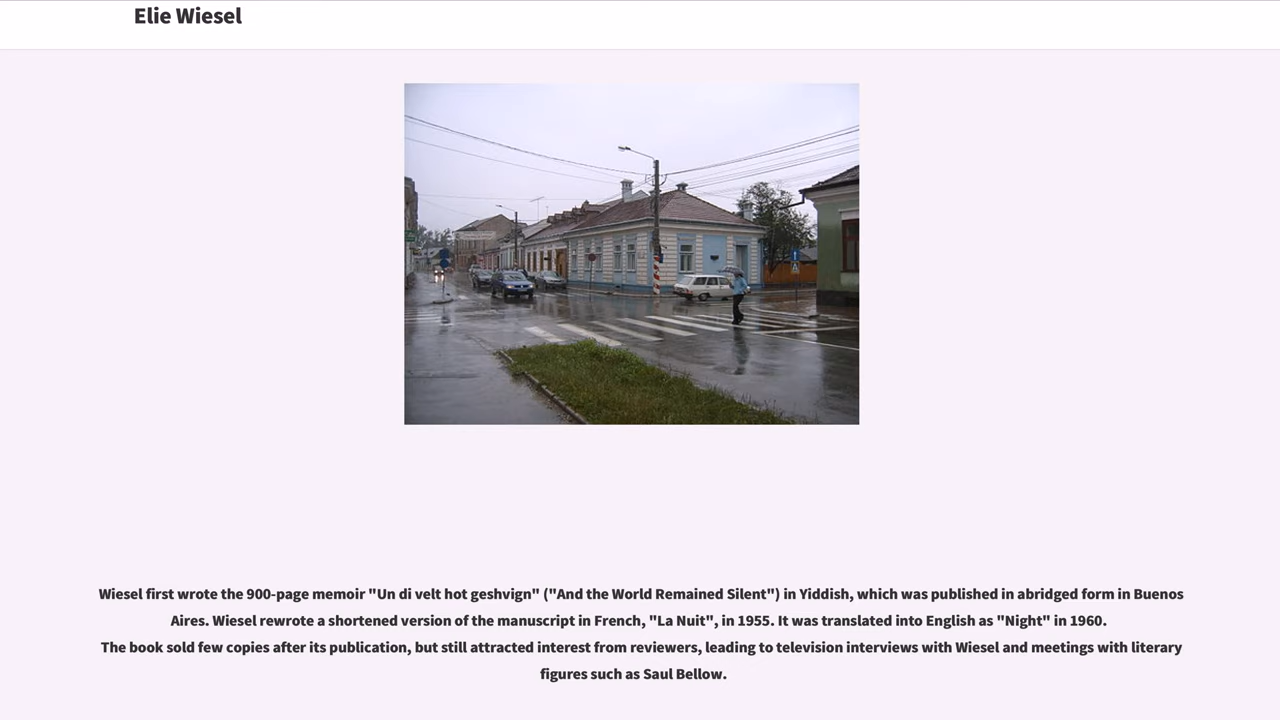 Elie Wiesel
Wiesel first wrote the 900-page memoir "Un di velt hot geshvign" ("And the World Remained Silent") in Yiddish, which was published in abridged form in Buenos
Aires. Wiesel rewrote a shortened version of the manuscript in French, "La Nuit", in 1955. It was translated into English as "Night" in 1960.
The book sold few copies after its publication, but still attracted interest from reviewers, leading to television interviews with Wiesel and meetings with literary
figures such as Saul Bellow.